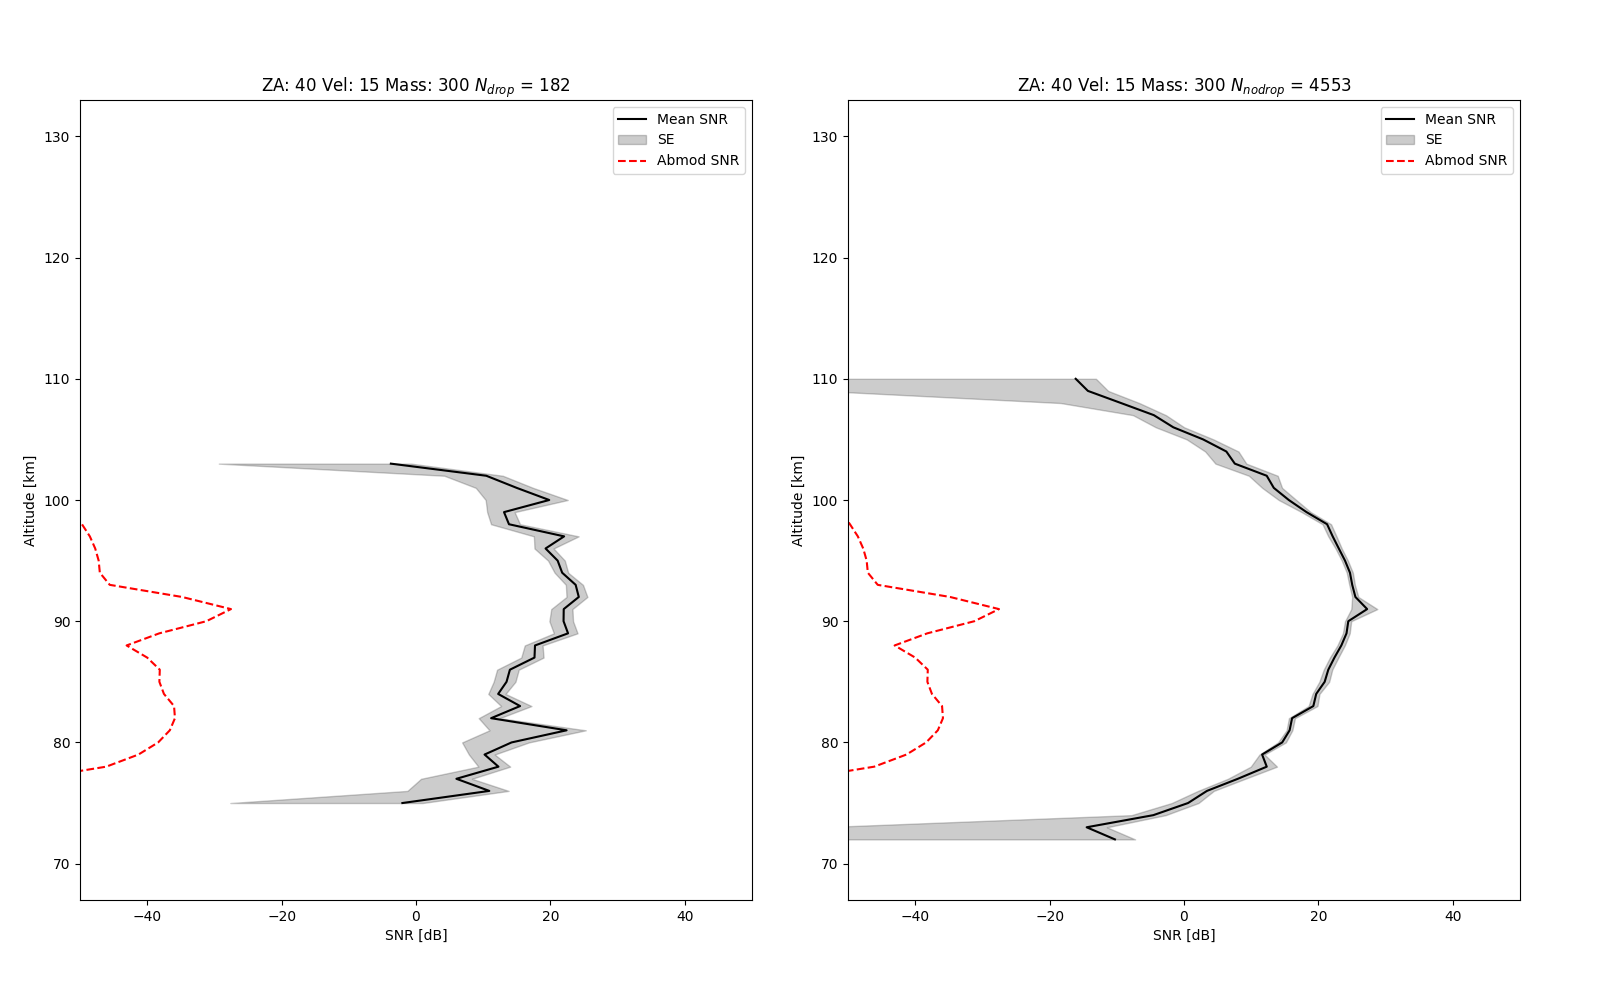 ZA: 40 Vel: 15 Mass: 300 N_drop = 182
Mean SNR
SE
Abmod SNR
130
120
110
100
90
80
70
Altitude [km]
−40 −20 0 20 40
SNR [dB]
ZA: 40 Vel: 15 Mass: 300 N_nodrop = 4553
Mean SNR
SE
Abmod SNR
130
120
110
100
90
80
70
Altitude [km]
−40 −20 0 20 40
SNR [dB]